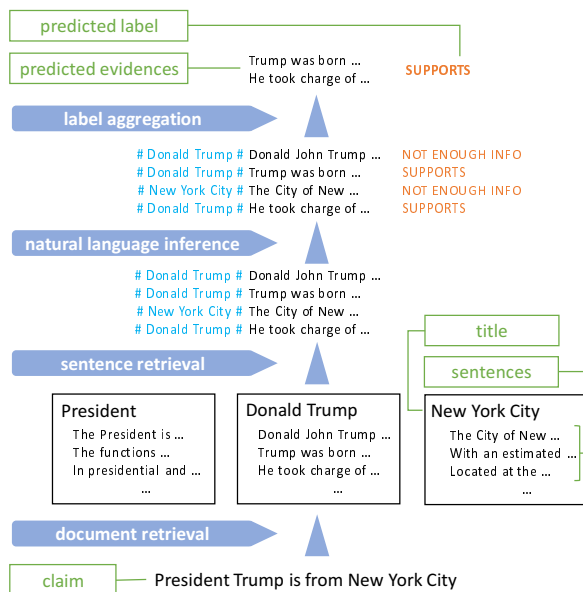 predicted label
predicted evidences
Trump was born ...
He took charge of ...
SUPPORTS
label aggregation
# Donald Trump # Donald John Trump ... NOT ENOUGH INFO
# Donald Trump # Trump was born ... SUPPORTS
# New York City # The City of New ... NOT ENOUGH INFO
# Donald Trump # He took charge of ... SUPPORTS
natural language inference
# Donald Trump # Donald John Trump ...
# Donald Trump # Trump was born ...
# New York City # The City of New ...
# Donald Trump # He took charge of ...
title
sentence retrieval
sentences
President
The President is ...
The functions ...
In presidential and ...
...
Donald Trump
Donald John Trump ...
Trump was born ...
He took charge of ...
...
New York City
The City of New ...
With an estimated ...
Located at the ...
...
document retrieval
claim
President Trump is from New York City